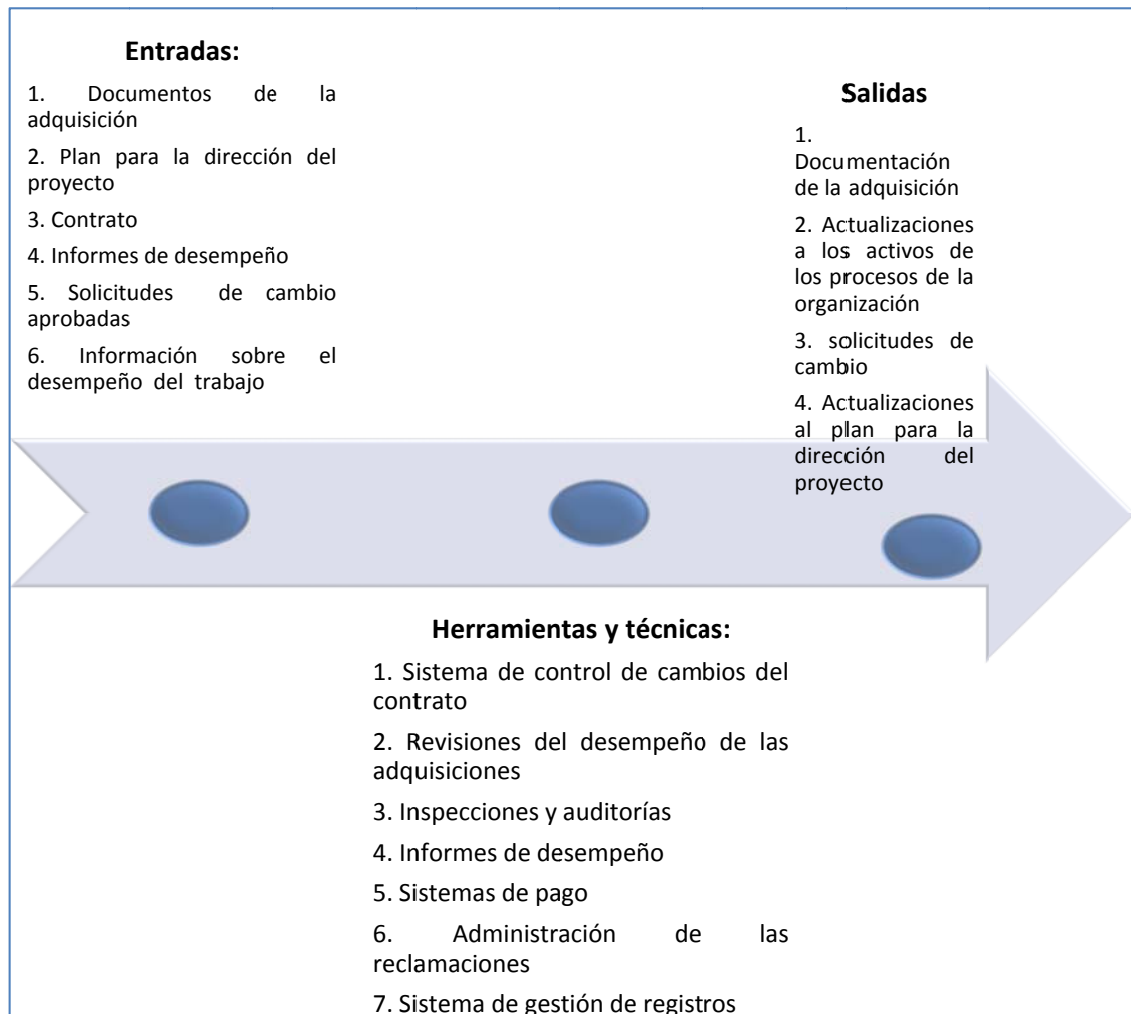 Entradas:
1. Documentos de la
adquisición
2. Plan para la dirección del
proyecto
3. Contrato
4. Informes de desempeño
5. Solicitudes de cambio
aprobadas
6. Información sobre el
desempeño del trabajo
Salidas
1.
Documentación
de la adquisición
2. Actualizaciones
a los activos de
los procesos de la
organización
3. solicitudes de
cambio
4. Actualizaciones
al plan para la
dirección del
proyecto
Herramientas y técnicas:
1. Sistema de control de cambios del
contrato
2. Revisiones del desempeño de las
adquisiciones
3. Inspecciones y auditorías
4. Informes de desempeño
5. Sistemas de pago
6. Administración de las
reclamaciones
7. Sistema de gestión de registros